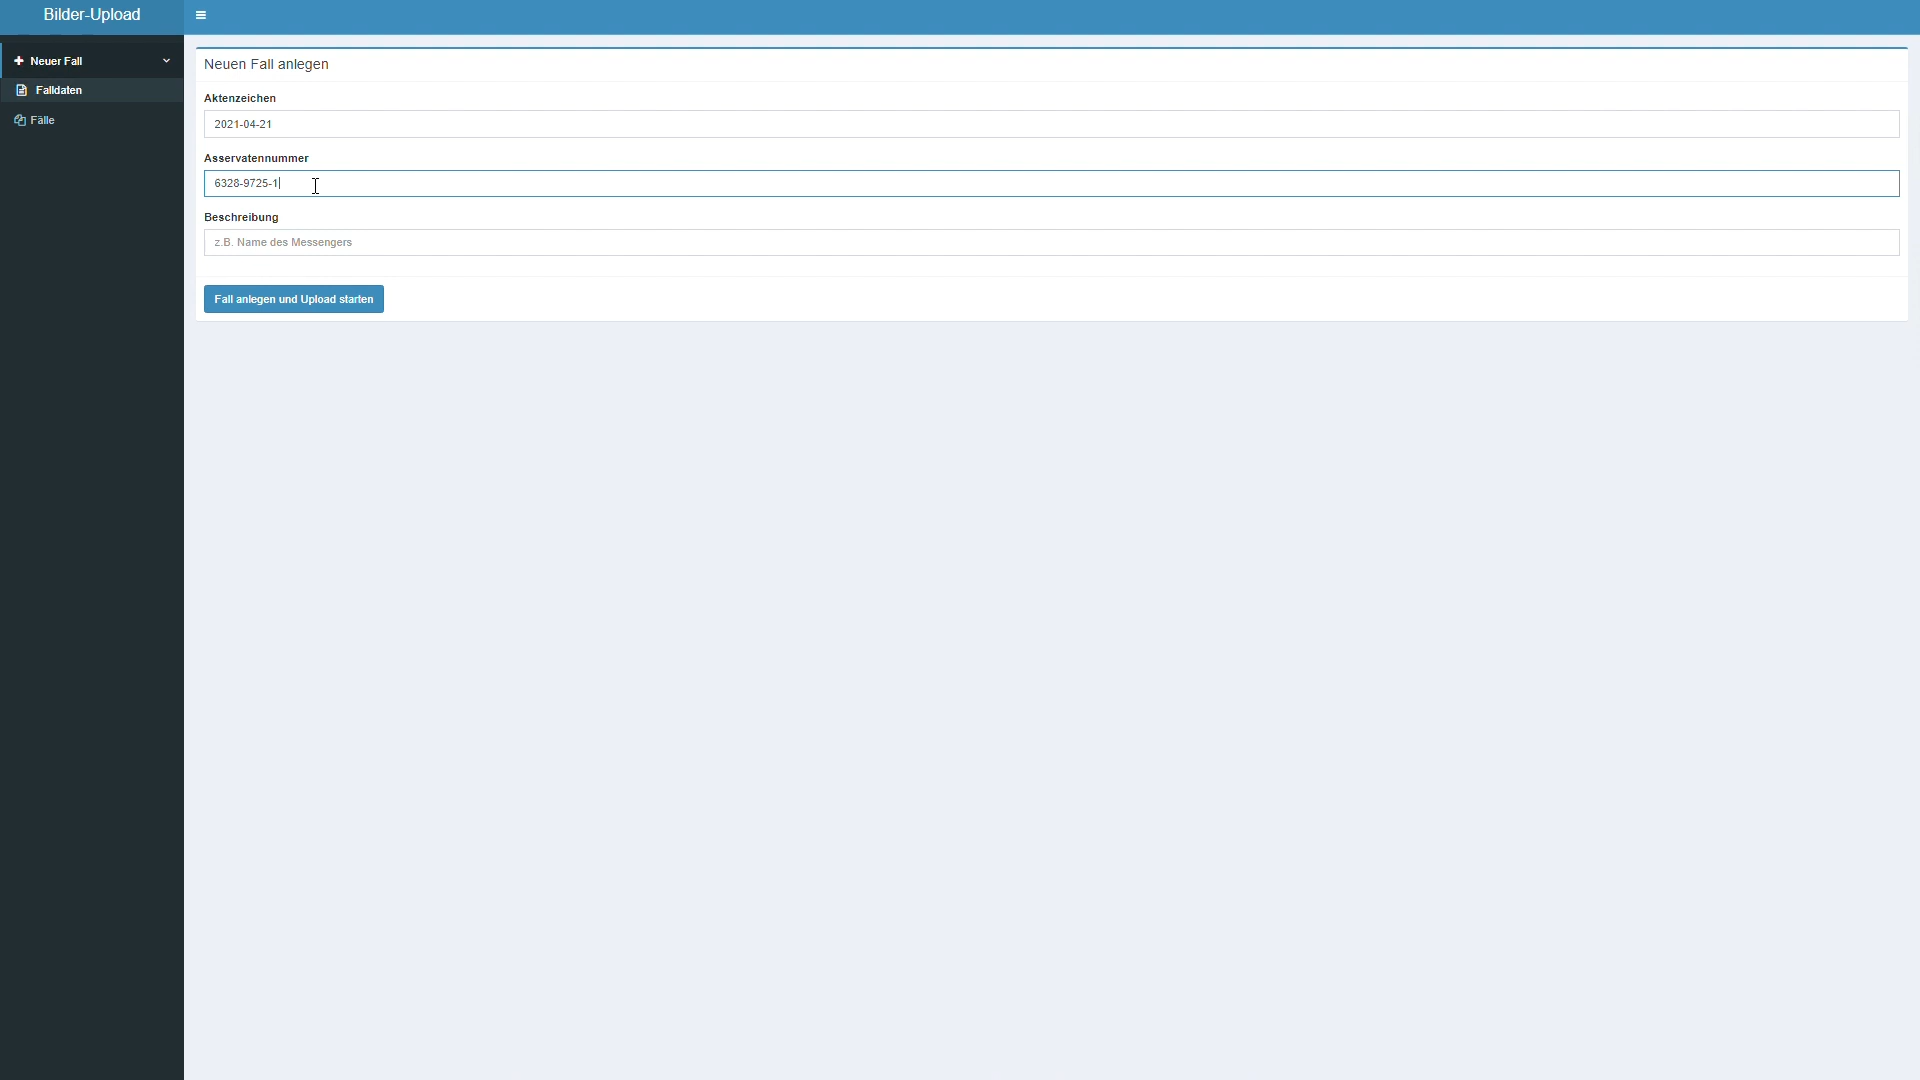 Bilder-Upload
Neuer Fall
Falldaten
Fälle
Neuen Fall anlegen
Aktenzeichen
2021-04-21
Asservatennummer
6328-9725-1
Beschreibung
z.B. Name des Messengers
Fall anlegen und Upload starten